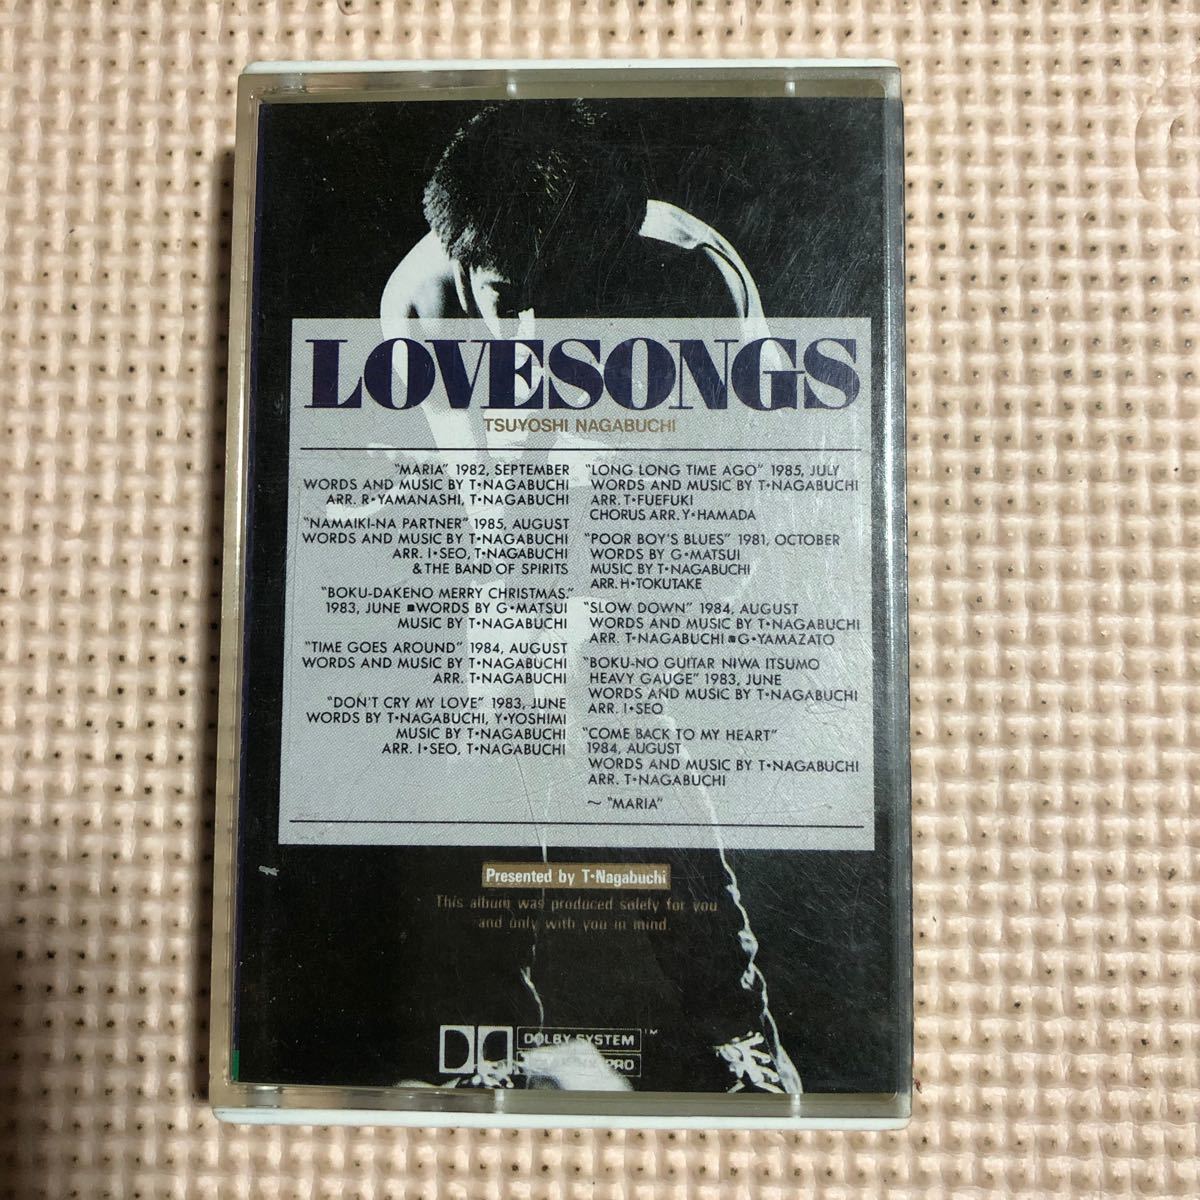 LOVESONGS
TSUYOSHI NAGABUCHI
"MARIA" 1982, SEPTEMBER
WORDS AND MUSIC BY T•NAGABUCHI
ARR. R•YAMANASHI, T•NAGABUCHI
"NAMAIKI-NA PARTNER" 1985, AUGUST
WORDS AND MUSIC BY T•NAGABUCHI
ARR. I•SEO, T•NAGABUCHI
& THE BAND OF SPIRITS
"BOKU-DAKENO MERRY CHRISTMAS."
1983, JUNE ■WORDS BY G•MATSUI
MUSIC BY T•NAGABUCHI
"TIME GOES AROUND" 1984, AUGUST
WORDS AND MUSIC BY T•NAGABUCHI
ARR. T•NAGABUCHI
"DON'T CRY MY LOVE" 1983, JUNE
WORDS BY T•NAGABUCHI, Y•YOSHIMI
MUSIC BY T•NAGABUCHI
ARR. I•SEO, T•NAGABUCHI
"LONG LONG TIME AGO" 1985, JULY
WORDS AND MUSIC BY T•NAGABUCHI
ARR. T•FUEFUKI
CHORUS ARR. Y•HAMADA
"POOR BOY'S BLUES" 1981, OCTOBER
WORDS BY G•MATSUI
MUSIC BY T•NAGABUCHI
ARR. H•TOKUTAKE
"SLOW DOWN" 1984, AUGUST
WORDS AND MUSIC BY T•NAGABUCHI
ARR. T•NAGABUCHI ■G•YAMAZATO
"BOKU-NO GUITAR NIWA ITSUMO
HEAVY GAUGE" 1983, JUNE
WORDS AND MUSIC BY T•NAGABUCHI
ARR. I•SEO
"COME BACK TO MY HEART"
1984, AUGUST
WORDS AND MUSIC BY T•NAGABUCHI
ARR. T•NAGABUCHI
～ "MARIA"
Presented by T•Nagabuchi
This album was produced solely for you
and only with you in mind.
DOLBY SYSTEM ™
PRO